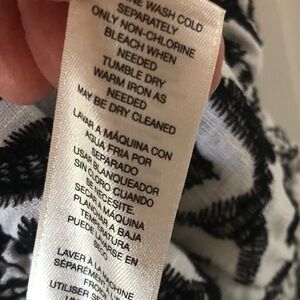 WASH COLD
SEPARATELY
ONLY NON-CHLORINE
BLEACH WHEN
NEEDED
TUMBLE DRY
WARM IRON AS
NEEDED
MAY BE DRY CLEANED
LAVAR A MÁQUINA CON
AGUA FRIA POR
SEPARADO
USAR BLANQUEADOR
SIN CLORO CUANDO
SE NECESITE.
SECAR A MÁQUINA
PLANCHAR A BAJA
TEMPERATURA
PUEDE LAVARSE EN
SECO
LAVER À LA MACHINE
SÉPARÉMENT
UTILISER